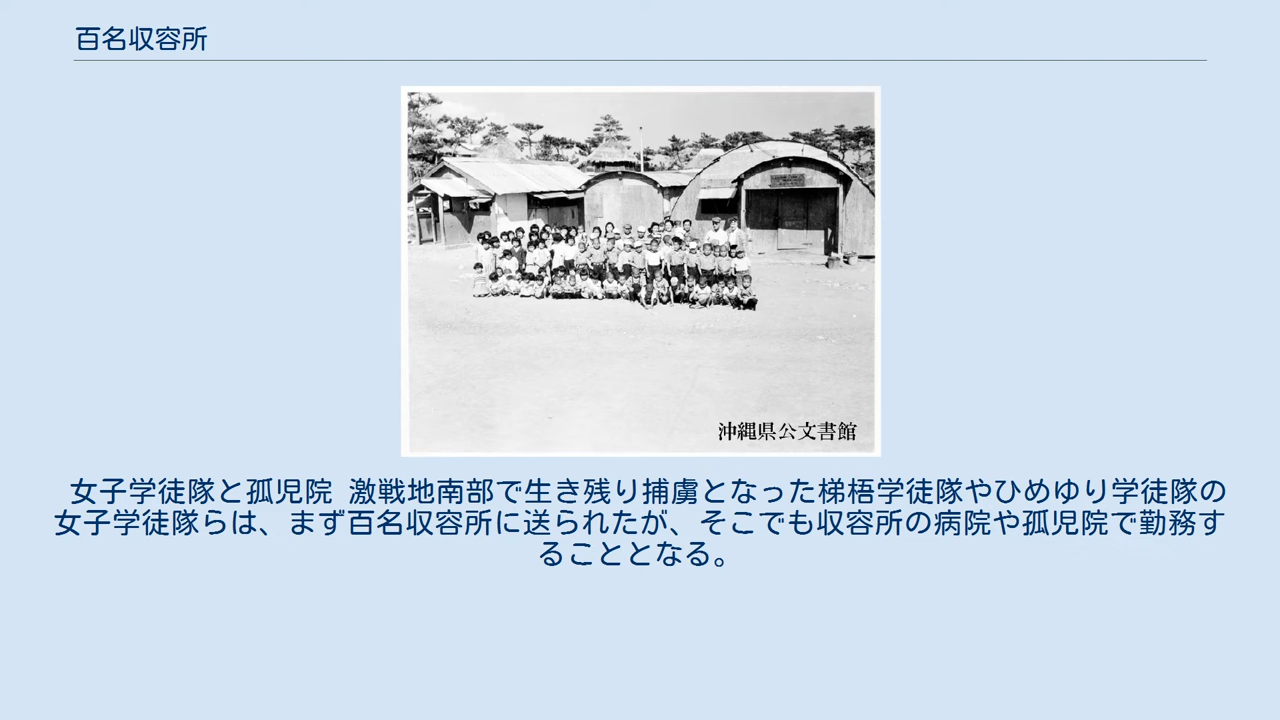 百名収容所
沖縄県公文書館
女子学徒隊と孤児院 激戦地南部で生き残り捕虜となった梯梧学徒隊やひめゆり学徒隊の
女子学徒隊らは、まず百名収容所に送られたが、そこでも収容所の病院や孤児院で勤務す
ることとなる。